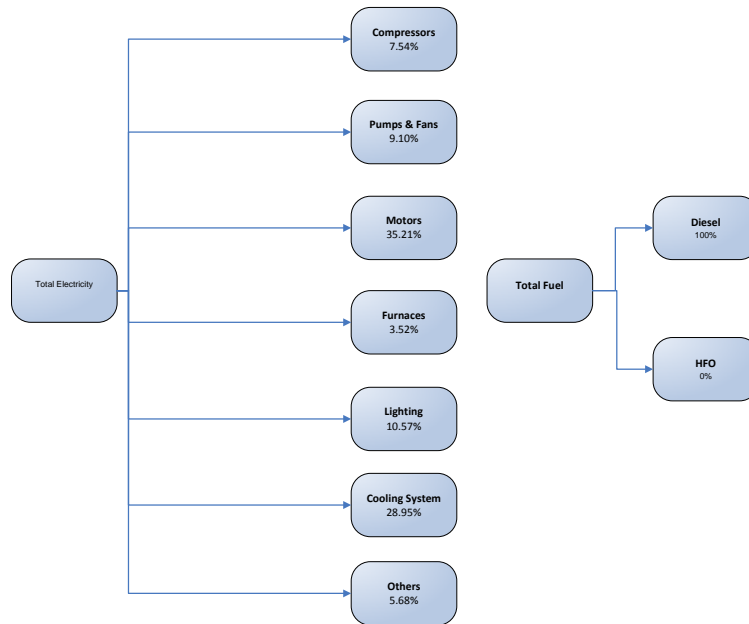 Compressors
7.54%
Pumps & Fans
9.10%
Motors
35.21%
Diesel
100%
Total Electricity
Total Fuel
Furnaces
3.52%
HFO
0%
Lighting
10.57%
Cooling System
28.95%
Others
5.68%